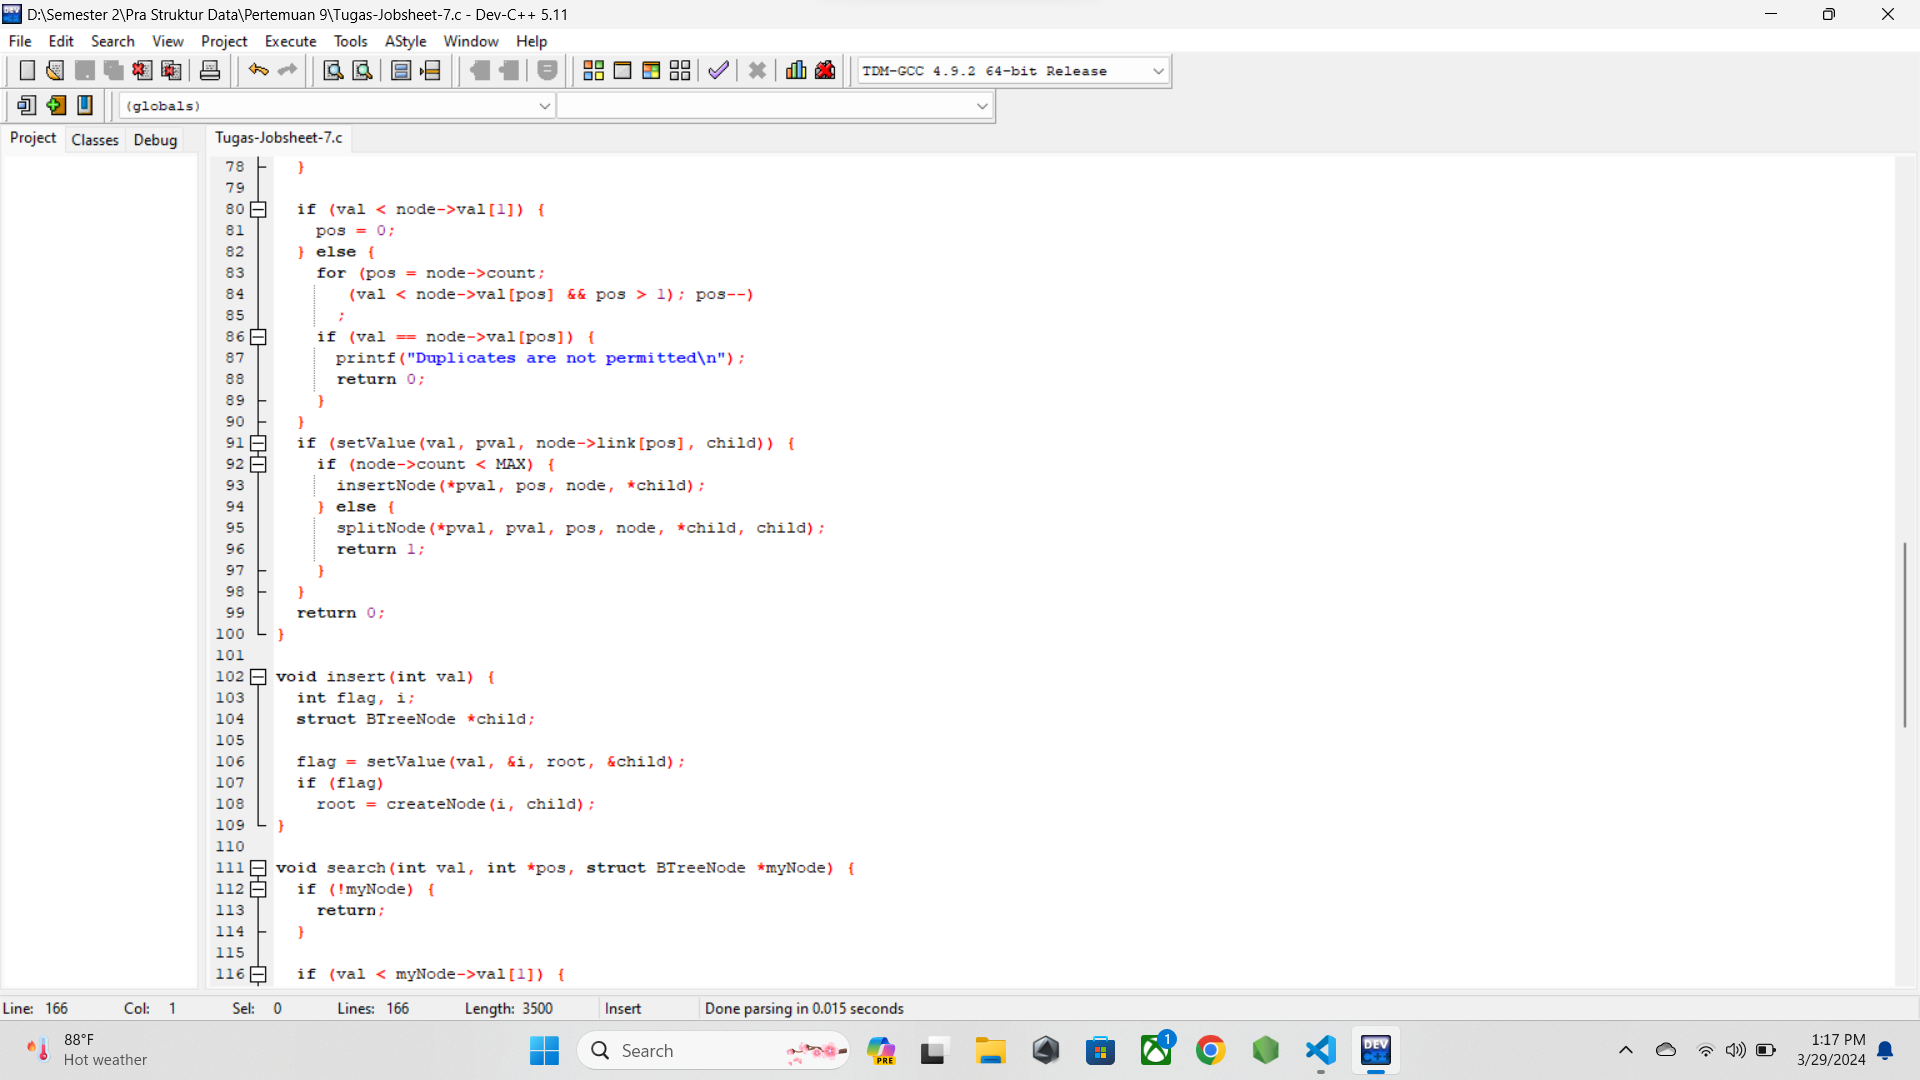 D:\Semester 2\Pra Struktur Data\Pertemuan 9\Tugas-Jobsheet-7.c - Dev-C++ 5.11
File Edit Search View Project Execute Tools AStyle Window Help
TDM-GCC 4.9.2 64-bit Release
(globals)
Project Classes Debug
Tugas-Jobsheet-7.c
78 }
79
80 if (val < node->val[1]) {
81 pos = 0;
82 } else {
83 for (pos = node->count;
84 (val < node->val[pos] && pos > 1); pos--)
85 ;
86 if (val == node->val[pos]) {
87 printf("Duplicates are not permitted\n");
88 return 0;
89 }
90 }
91 if (setValue(val, pval, node->link[pos], child)) {
92 if (node->count < MAX) {
93 insertNode(*pval, pos, node, *child);
94 } else {
95 splitNode(*pval, pval, pos, node, *child, child);
96 return 1;
97 }
98 }
99 return 0;
100 }
101
102 void insert(int val) {
103 int flag, i;
104 struct BTreeNode *child;
105
106 flag = setValue(val, &i, root, &child);
107 if (flag)
108 root = createNode(i, child);
109 }
110
111 void search(int val, int *pos, struct BTreeNode *myNode) {
112 if (!myNode) {
113 return;
114 }
115
116 if (val < myNode->val[1]) {
Line: 166 Col: 1 Sel: 0 Lines: 166 Length: 3500 Insert Done parsing in 0.015 seconds
88°F
Hot weather
Search
PRE
1
DEV
C++
1:17 PM
3/29/2024